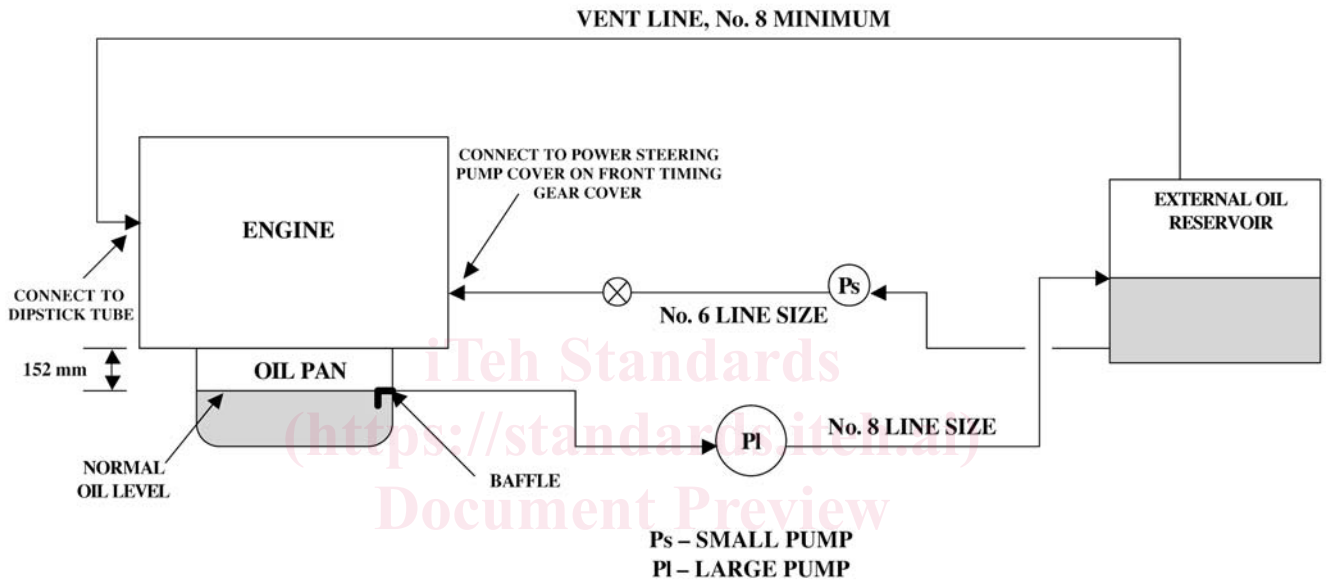 VENT LINE, No. 8 MINIMUM
CONNECT TO POWER STEERING
PUMP COVER ON FRONT TIMING
GEAR COVER
EXTERNAL OIL
RESERVOIR
ENGINE
CONNECT TO
DIPSTICK TUBE
Ps
No. 6 LINE SIZE
152 mm
OIL PAN
iTeh Standards
(https://standards.iteh.ai)
Document Preview
Pl
No. 8 LINE SIZE
NORMAL
OIL LEVEL
BAFFLE
Ps – SMALL PUMP
Pl – LARGE PUMP